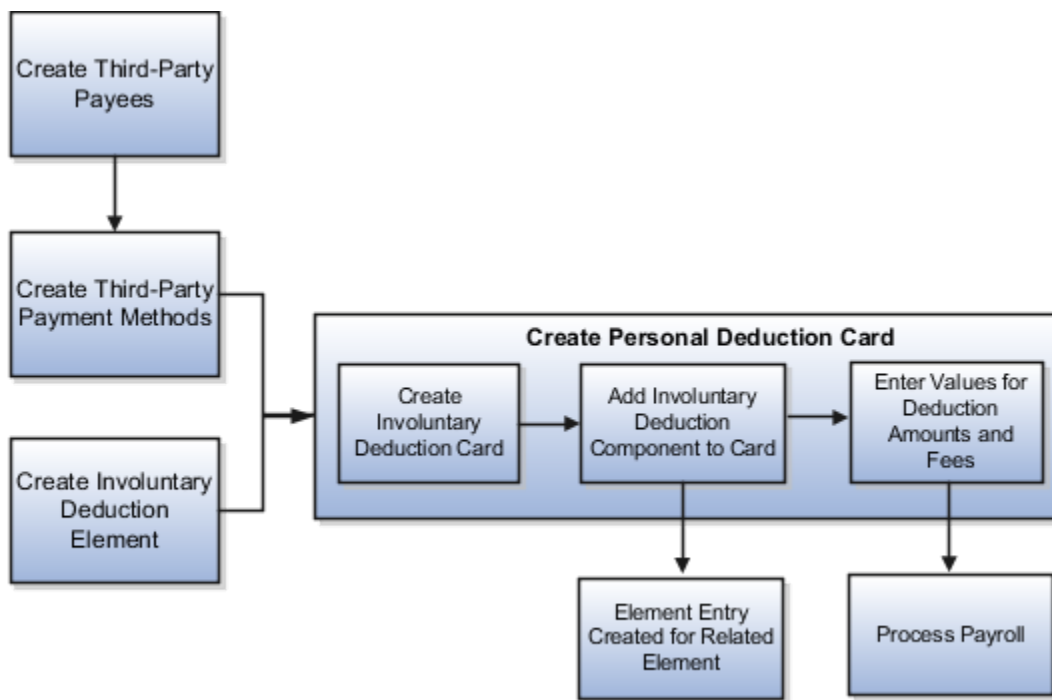 Create Third-Party
Payees
Create Third-Party
Payment Methods
Create Involuntary
Deduction
Element
Create Personal Deduction Card
Create
Involuntary
Deduction Card
Add Involuntary
Deduction
Component to Card
Enter Values for
Deduction
Amounts and
Fees
Element Entry
Created for Related
Element
Process Payroll